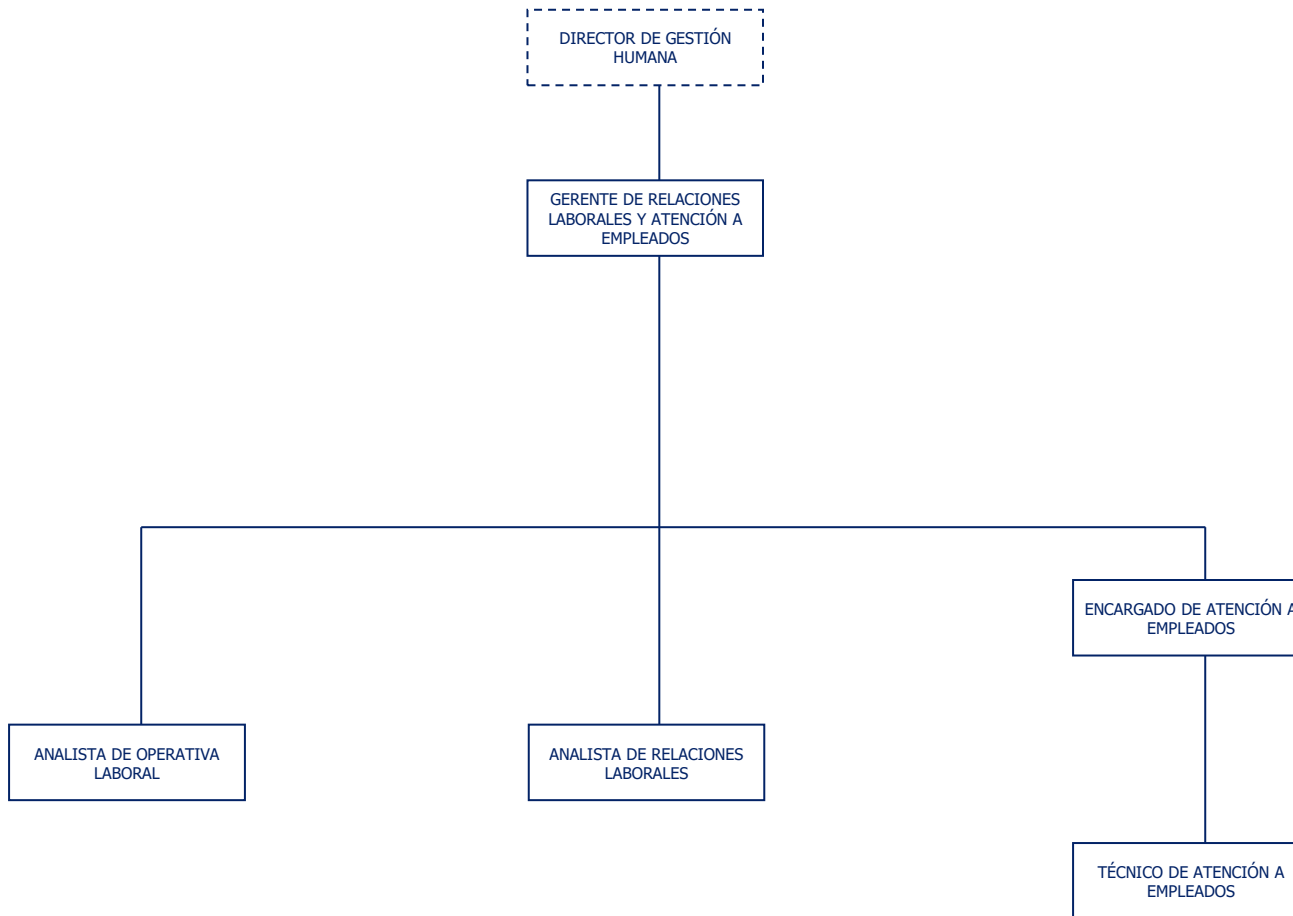 DIRECTOR DE GESTIÓN
HUMANA
GERENTE DE RELACIONES
LABORALES Y ATENCIÓN A
EMPLEADOS
ENCARGADO DE ATENCIÓN A
EMPLEADOS
ANALISTA DE OPERATIVA
LABORAL
ANALISTA DE RELACIONES
LABORALES
TÉCNICO DE ATENCIÓN A
EMPLEADOS